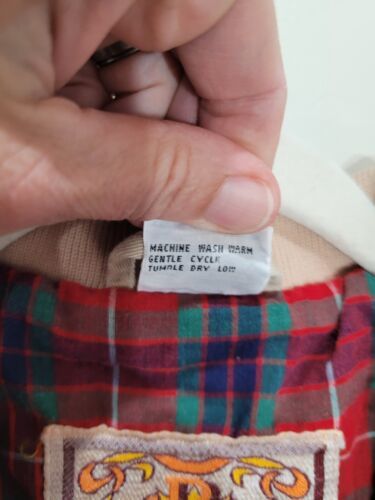 MACHINE WASH WARM
GENTLE CYCLE
TUMBLE DRY LOW